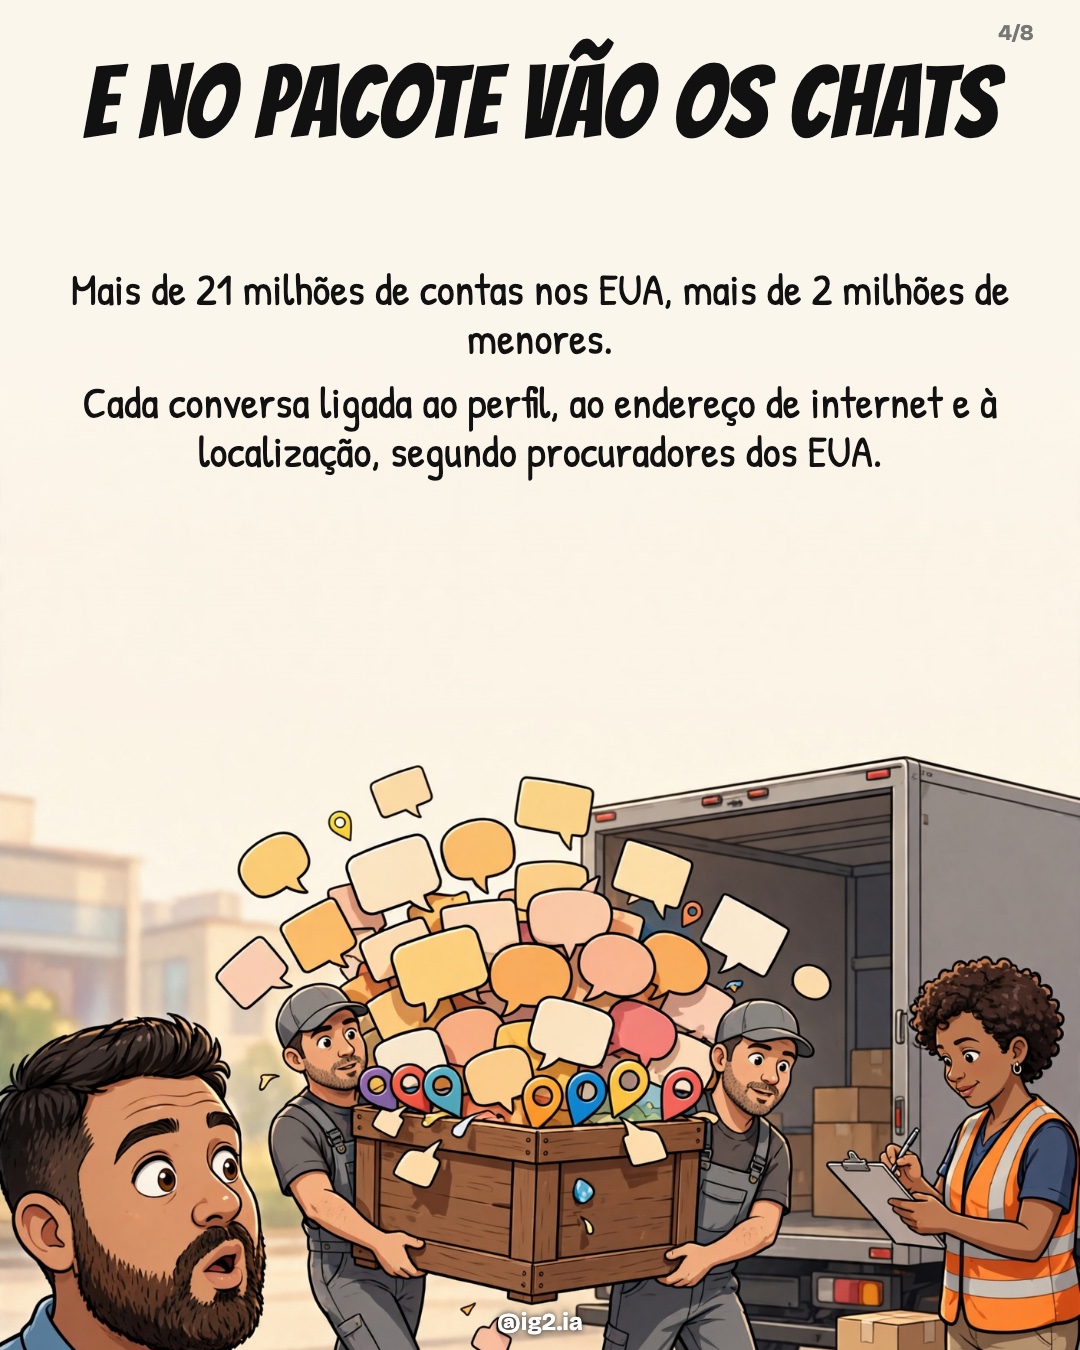 4/8
E NO PACOTE VÃO OS CHATS
Mais de 21 milhões de contas nos EUA, mais de 2 milhões de
menores.
Cada conversa ligada ao perfil, ao endereço de internet e à
localização, segundo procuradores dos EUA.
@ig2.ia